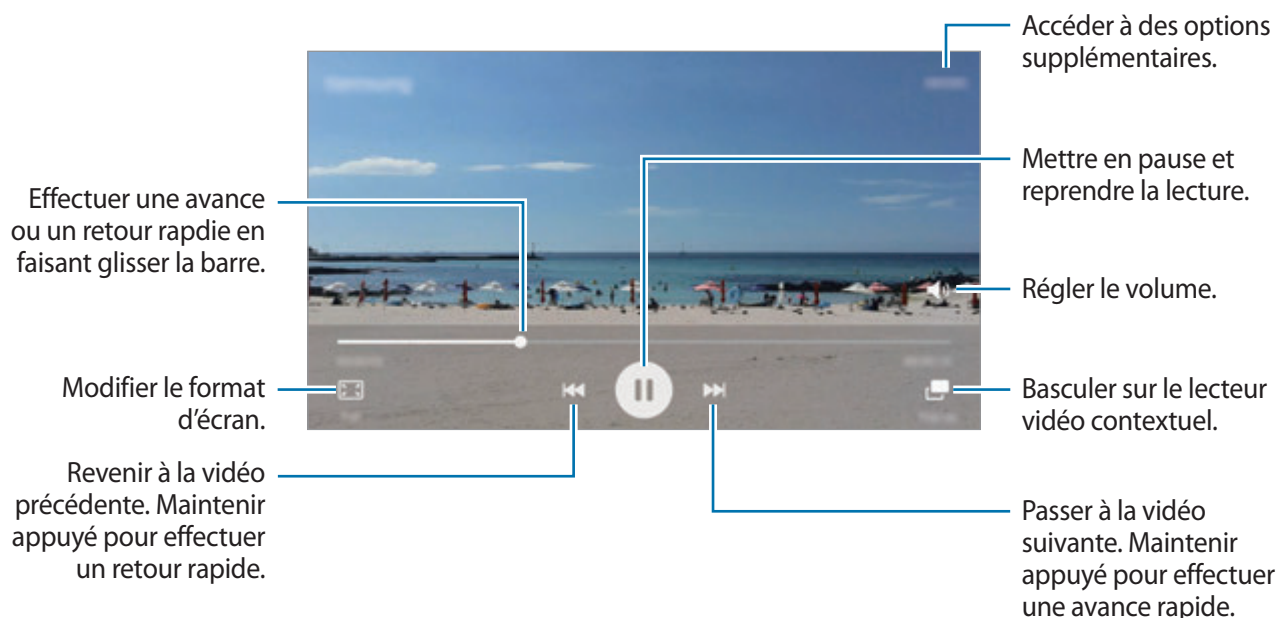 Accéder à des options
supplémentaires.
Mettre en pause et
reprendre la lecture.
Effectuer une avance
ou un retour rapdie en
faisant glisser la barre.
Régler le volume.
Modifier le format
d'écran.
Basculer sur le lecteur
vidéo contextuel.
Revenir à la vidéo
précédente. Maintenir
appuyé pour effectuer
un retour rapide.
Passer à la vidéo
suivante. Maintenir
appuyé pour effectuer
une avance rapide.